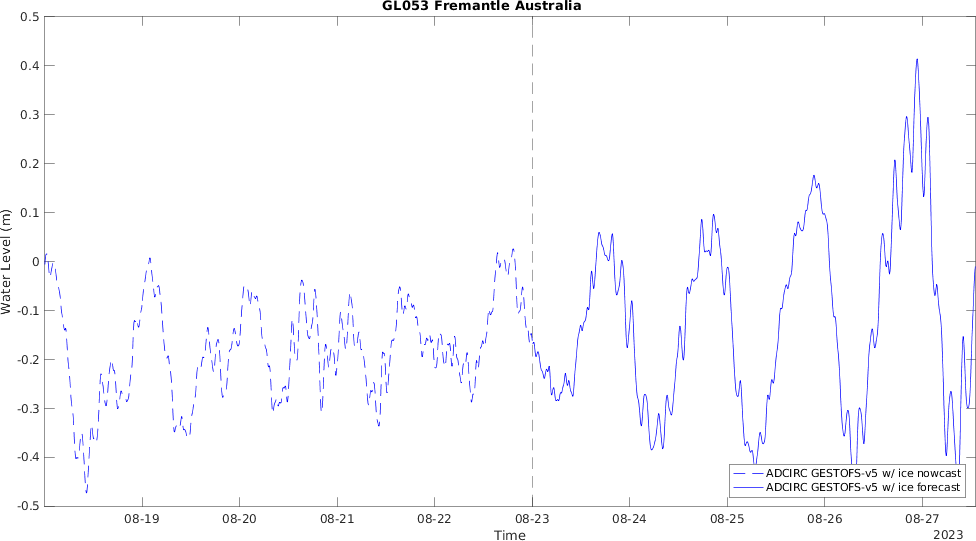 GL053 Fremantle Australia
0.5
0.4
0.3
0.2
0.1
0
-0.1
-0.2
-0.3
-0.4
-0.5
Water Level (m)
ADCIRC GESTOFS-v5 w/ ice nowcast
ADCIRC GESTOFS-v5 w/ ice forecast
08-19 08-20 08-21 08-22 08-23 08-24 08-25 08-26 08-27
Time
2023